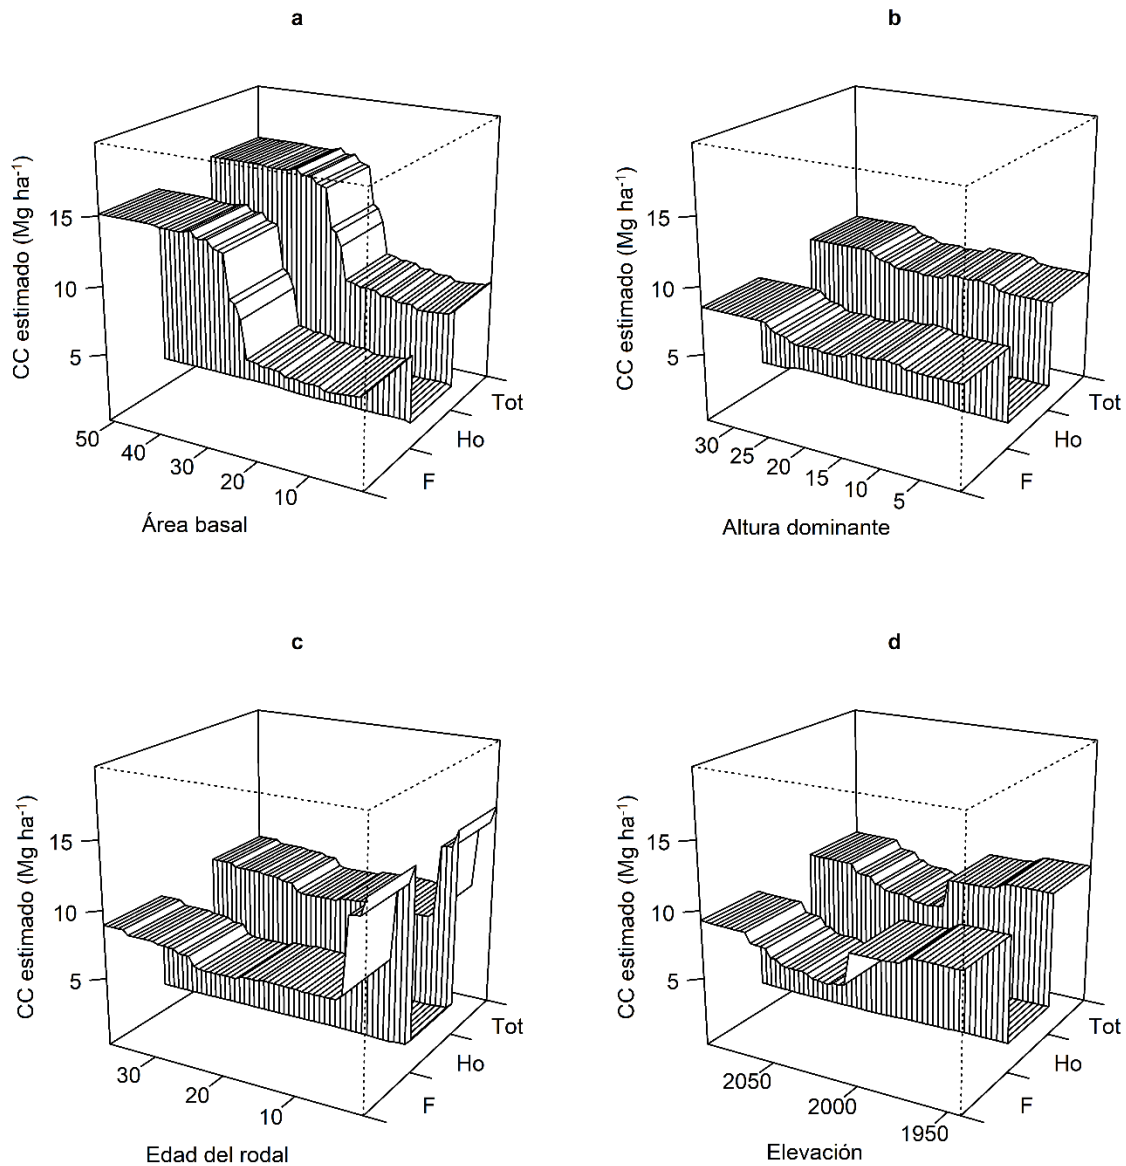 a
CC estimado (Mg ha⁻¹)
15
10
5
50
40
30
20
10
Área basal
F
Ho
Tot
b
CC estimado (Mg ha⁻¹)
15
10
5
30
25
20
15
10
5
Altura dominante
F
Ho
Tot
c
CC estimado (Mg ha⁻¹)
15
10
5
30
20
10
Edad del rodal
F
Ho
Tot
d
CC estimado (Mg ha⁻¹)
15
10
5
2050
2000
1950
Elevación
F
Ho
Tot